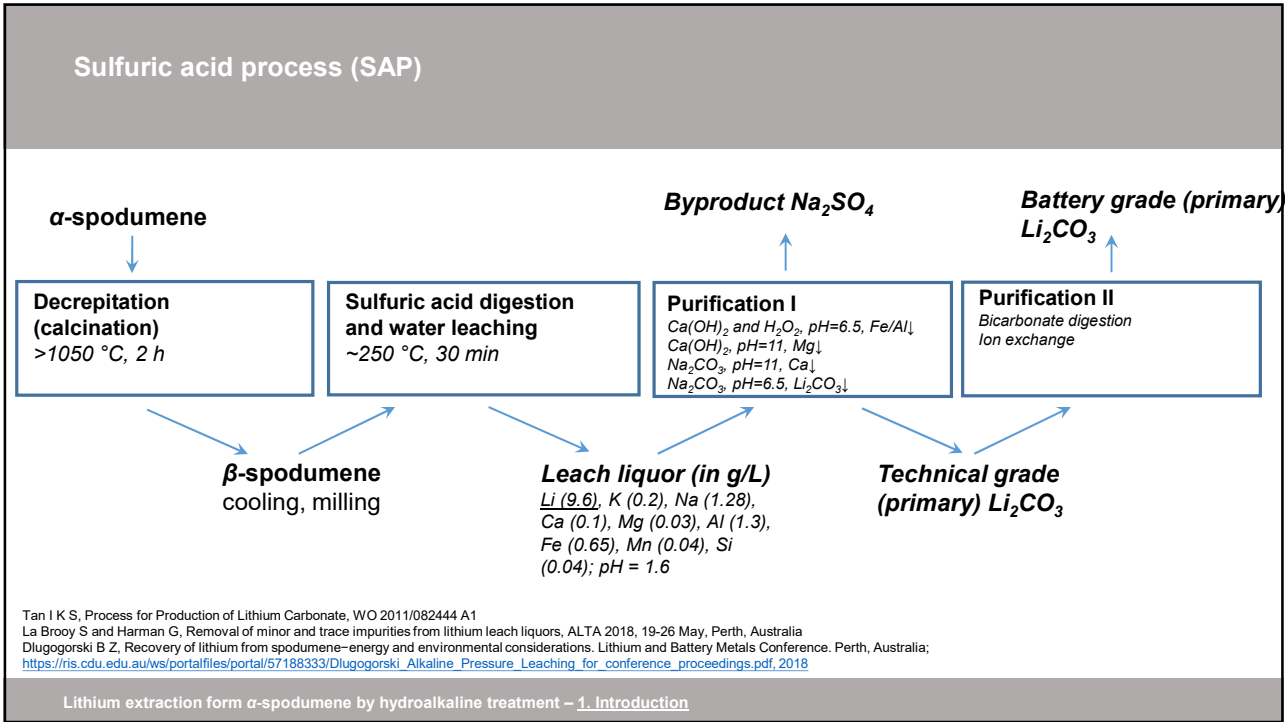 Sulfuric acid process (SAP)
α-spodumene
Byproduct Na₂SO₄
Battery grade (primary)
Li₂CO₃
Decrepitation
(calcination)
>1050 °C, 2 h
Sulfuric acid digestion
and water leaching
~250 °C, 30 min
Purification I
Ca(OH)₂ and H₂O₂, pH=6.5, Fe/Al↓
Ca(OH)₂, pH=11, Mg↓
Na₂CO₃, pH=11, Ca↓
Na₂CO₃, pH=6.5, Li₂CO₃↓
Purification II
Bicarbonate digestion
Ion exchange
β-spodumene
cooling, milling
Leach liquor (in g/L)
Li (9.6), K (0.2), Na (1.28),
Ca (0.1), Mg (0.03), Al (1.3),
Fe (0.65), Mn (0.04), Si
(0.04); pH = 1.6
Technical grade
(primary) Li₂CO₃
Tan I K S, Process for Production of Lithium Carbonate, WO 2011/082444 A1
La Brooy S and Harman G, Removal of minor and trace impurities from lithium leach liquors, ALTA 2018, 19-26 May, Perth, Australia
Dlugogorski B Z, Recovery of lithium from spodumene−energy and environmental considerations. Lithium and Battery Metals Conference. Perth, Australia;
https://ris.cdu.edu.au/ws/portalfiles/portal/57188333/Dlugogorski_Alkaline_Pressure_Leaching_for_conference_proceedings.pdf, 2018
Lithium extraction form α-spodumene by hydroalkaline treatment – 1. Introduction